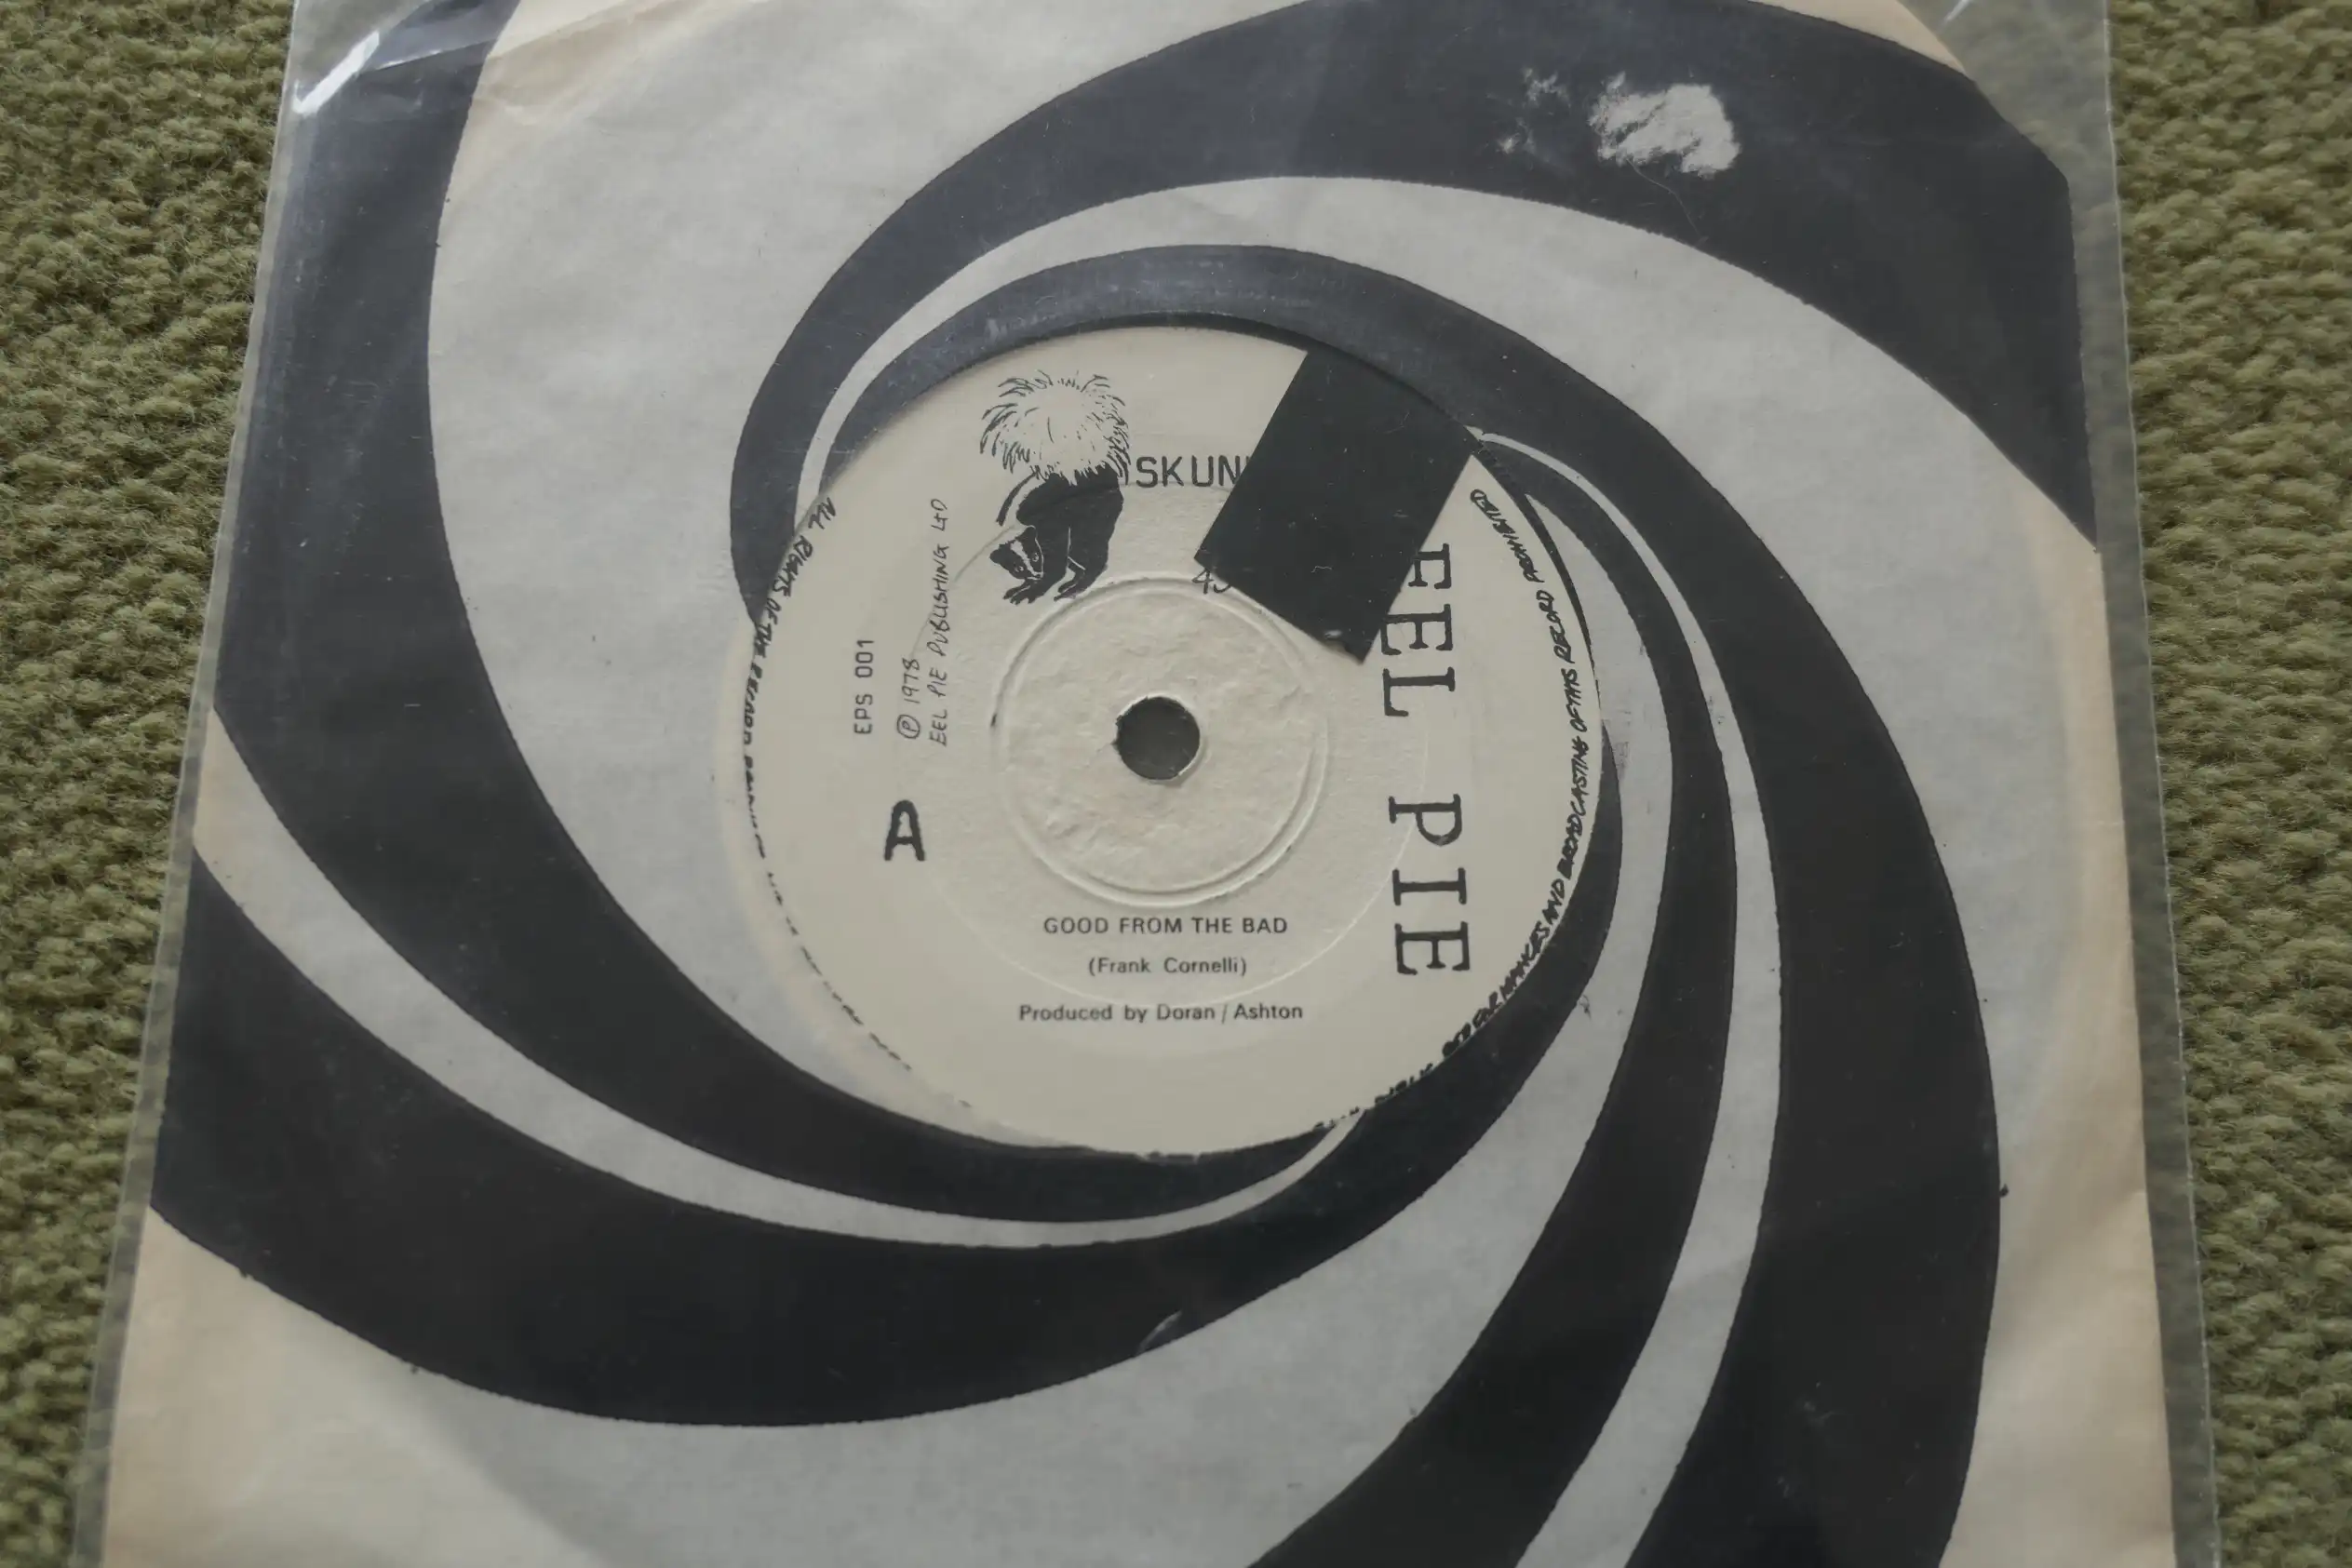 SKUN
45
EPS 001
℗ 1978
EEL PIE PUBLISHING LTD
A
EEL PIE
GOOD FROM THE BAD
(Frank Cornelli)
Produced by Doran / Ashton
ALL RIGHTS OF THE RECORD
PERFORMANCES AND BROADCASTING OF THIS RECORD PROHIBITED